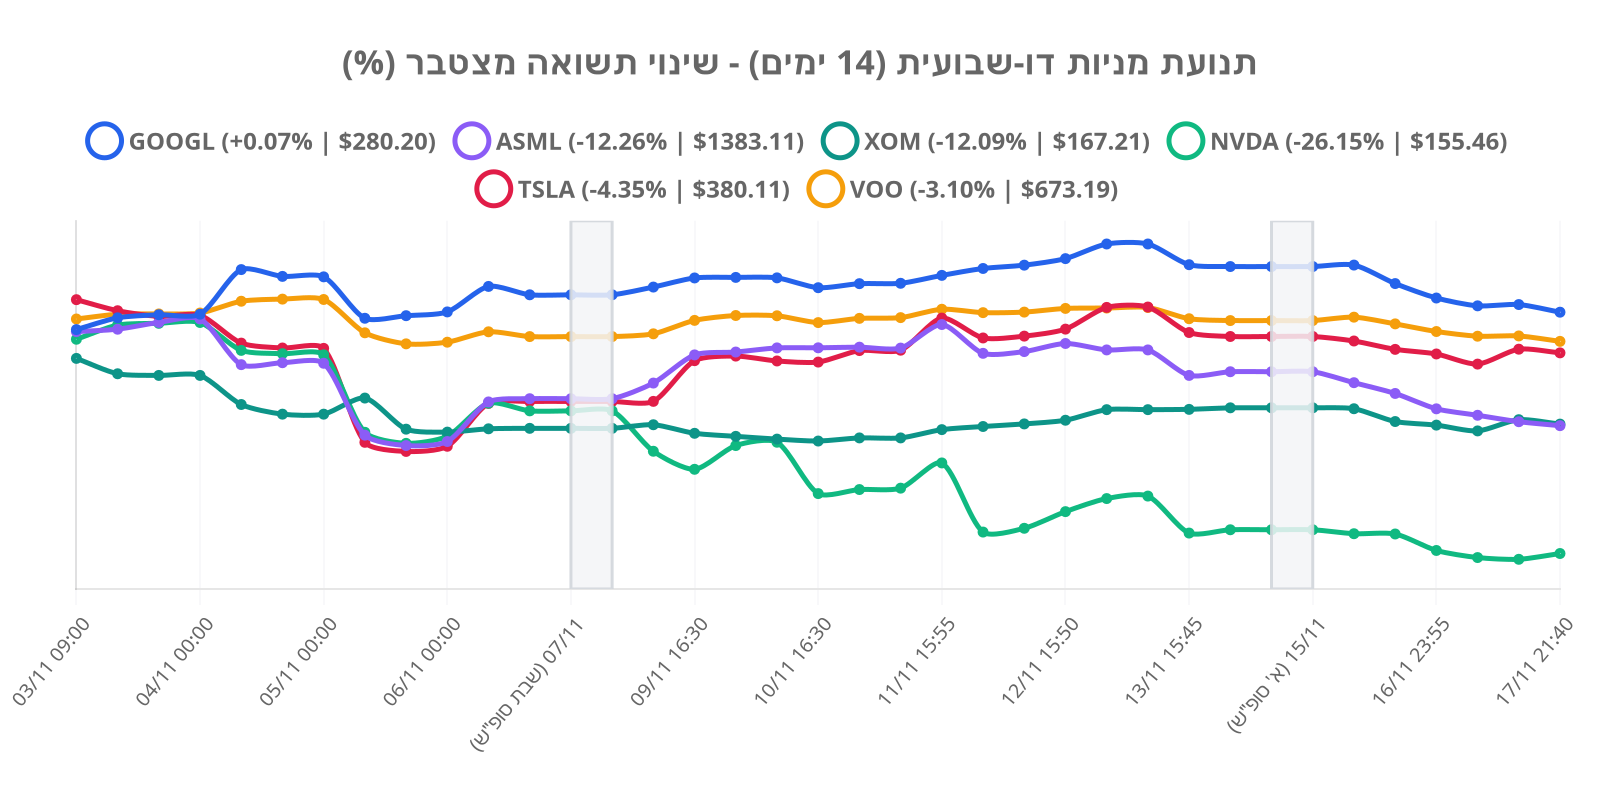 תנועת מניות דו-שבועית (14 ימים) - שינוי תשואה מצטבר (%)
GOOGL (+0.07% | $280.20) ASML (-12.26% | $1383.11) XOM (-12.09% | $167.21) NVDA (-26.15% | $155.46)
TSLA (-4.35% | $380.11) VOO (-3.10% | $673.19)
03/11 09:00
04/11 00:00
05/11 00:00
06/11 00:00
07/11 (שבת סופ"ש)
09/11 16:30
10/11 16:30
11/11 15:55
12/11 15:50
13/11 15:45
15/11 (א' סופ"ש)
16/11 23:55
17/11 21:40